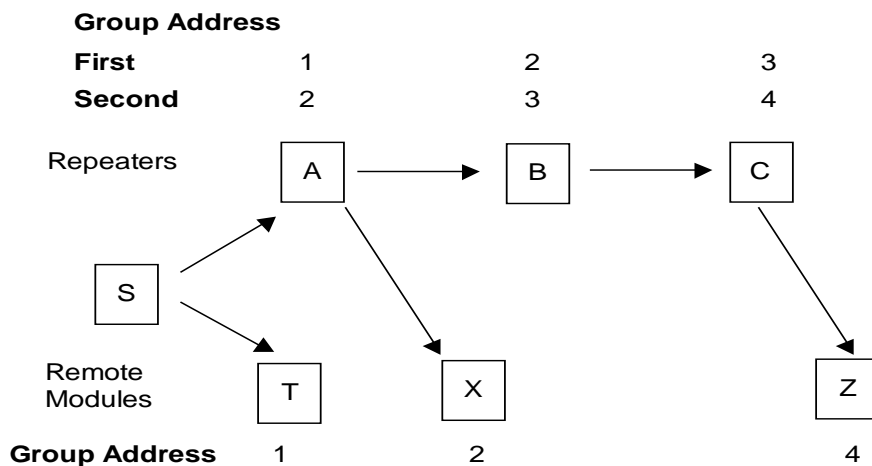 Group Address
First 1 2 3
Second 2 3 4
Repeaters
A B C
S
Remote
Modules
T X Z
Group Address 1 2 4